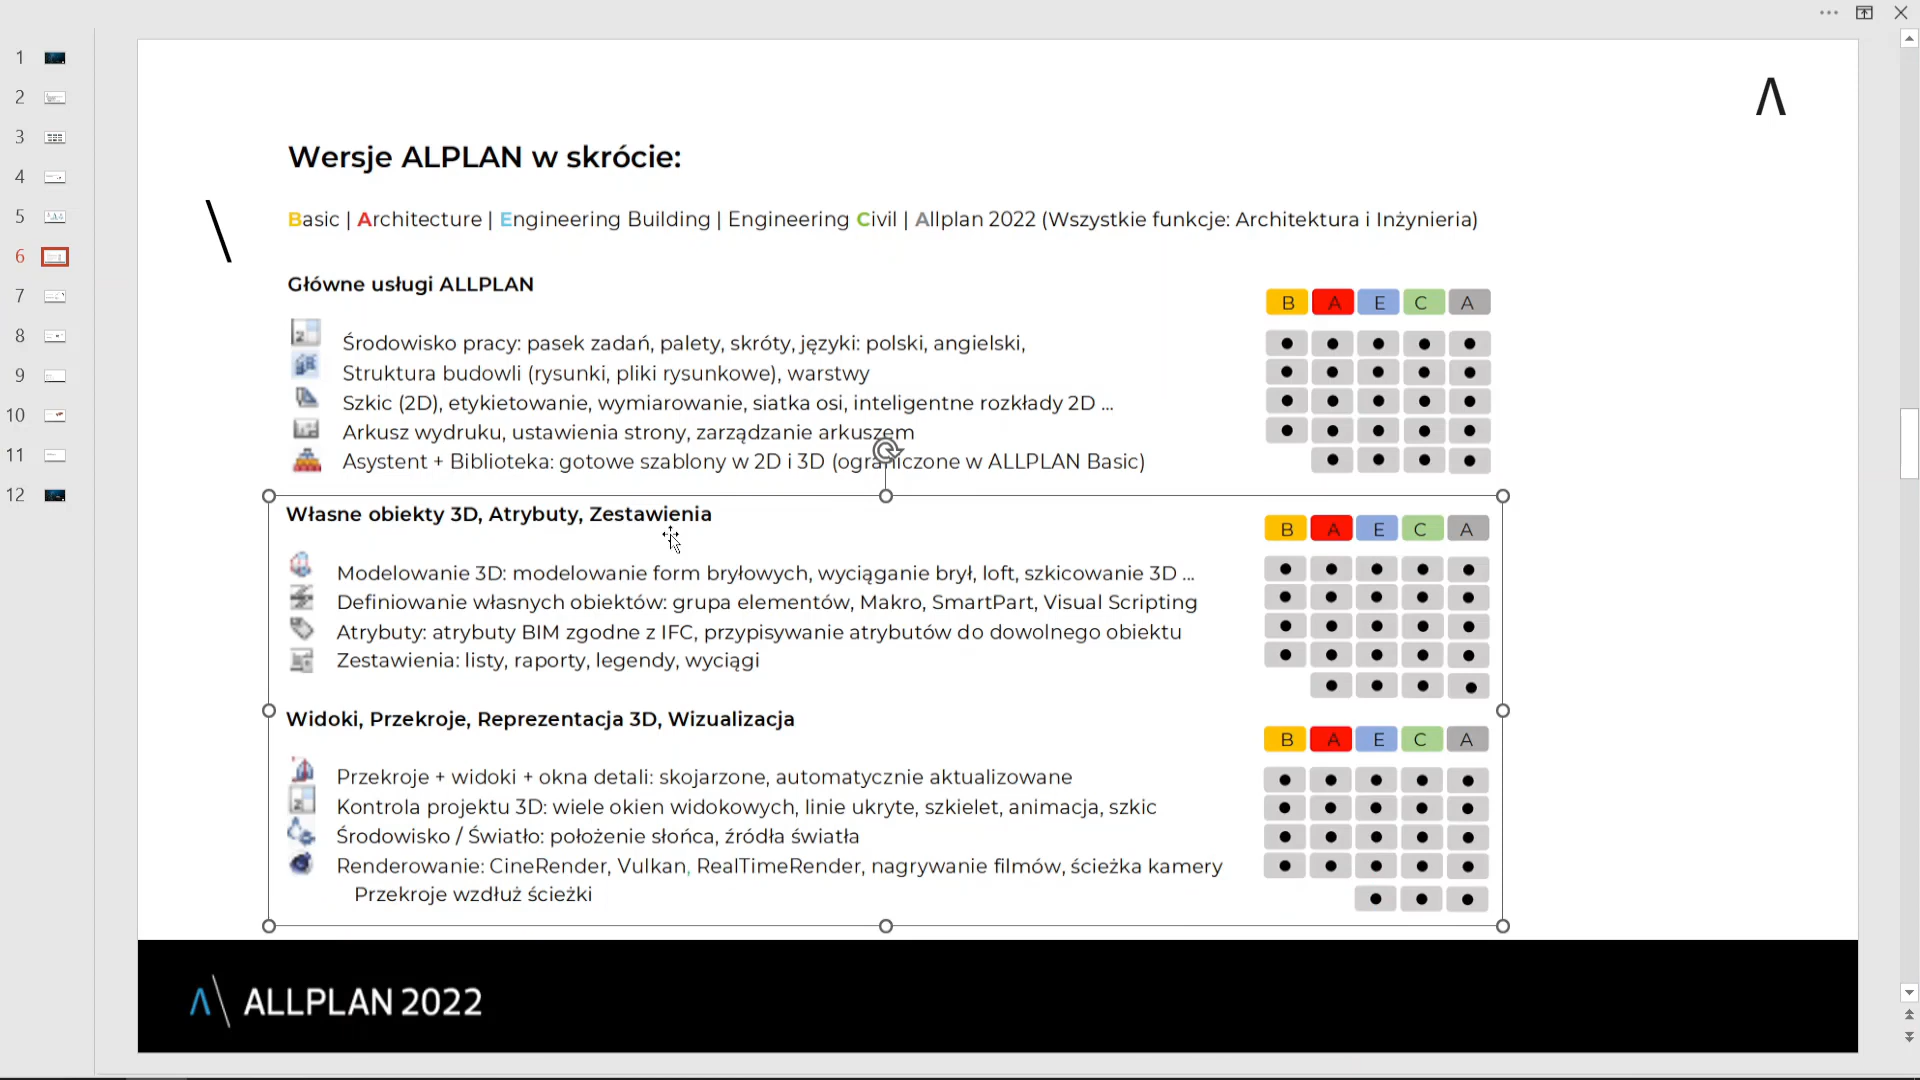 1
2
3
4
5
6
7
8
9
10
11
12
Λ
Wersje ALPLAN w skrócie:
\
Basic | Architecture | Engineering Building | Engineering Civil | Allplan 2022 (Wszystkie funkcje: Architektura i Inżynieria)
Główne usługi ALLPLAN
B A E C A
Środowisko pracy: pasek zadań, palety, skróty, języki: polski, angielski,
Struktura budowli (rysunki, pliki rysunkowe), warstwy
Szkic (2D), etykietowanie, wymiarowanie, siatka osi, inteligentne rozkłady 2D ...
Arkusz wydruku, ustawienia strony, zarządzanie arkuszem
Asystent + Biblioteka: gotowe szablony w 2D i 3D (ograniczone w ALLPLAN Basic)
Własne obiekty 3D, Atrybuty, Zestawienia
B A E C A
Modelowanie 3D: modelowanie form bryłowych, wyciąganie brył, loft, szkicowanie 3D ...
Definiowanie własnych obiektów: grupa elementów, Makro, SmartPart, Visual Scripting
Atrybuty: atrybuty BIM zgodne z IFC, przypisywanie atrybutów do dowolnego obiektu
Zestawienia: listy, raporty, legendy, wyciągi
Widoki, Przekroje, Reprezentacja 3D, Wizualizacja
B A E C A
Przekroje + widoki + okna detali: skojarzone, automatycznie aktualizowane
Kontrola projektu 3D: wiele okien widokowych, linie ukryte, szkielet, animacja, szkic
Środowisko / Światło: położenie słońca, źródła światła
Renderowanie: CineRender, Vulkan, RealTimeRender, nagrywanie filmów, ścieżka kamery
Przekroje wzdłuż ścieżki
Λ\ ALLPLAN 2022